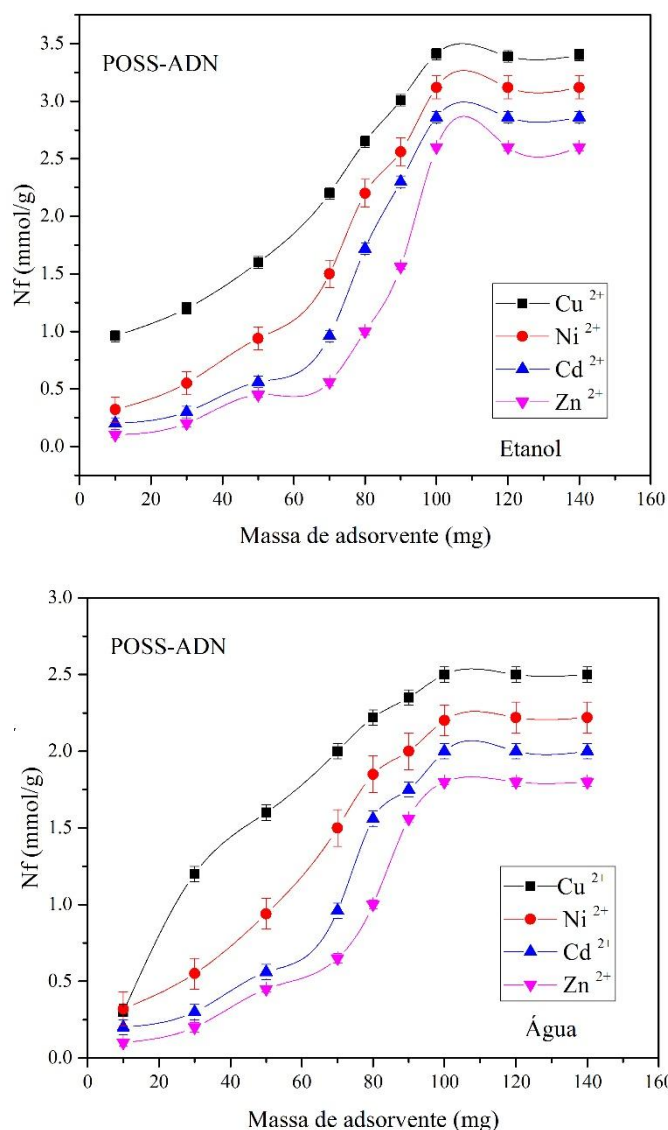 POSS-ADN
Nf (mmol/g)
3.5
3.0
2.5
2.0
1.5
1.0
0.5
0.0
Cu 2+
Ni 2+
Cd 2+
Zn 2+
Etanol
0 20 40 60 80 100 120 140 160
Massa de adsorvente (mg)
POSS-ADN
Nf (mmol/g)
3.0
2.5
2.0
1.5
1.0
0.5
0.0
Cu 2+
Ni 2+
Cd 2+
Zn 2+
Água
0 20 40 60 80 100 120 140 160
Massa de adsorvente (mg)